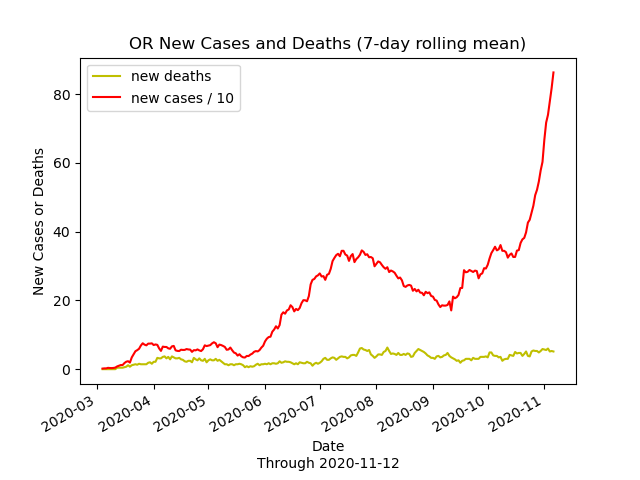 OR New Cases and Deaths (7-day rolling mean)
new deaths
new cases / 10
80
60
40
20
0
New Cases or Deaths
2020-03
2020-04
2020-05
2020-06
2020-07
2020-08
2020-09
2020-10
2020-11
Date
Through 2020-11-12